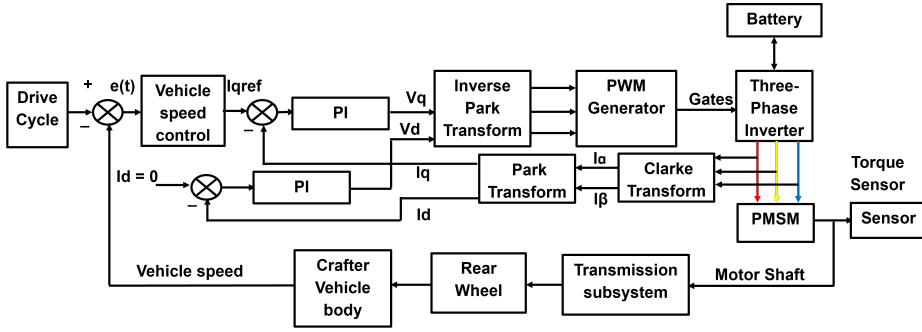 Battery
Drive
Cycle
+
e(t)
–
Vehicle
speed
control
Iqref
–
PI
Vq
Vd
Inverse
Park
Transform
PWM
Generator
Gates
Three-
Phase
Inverter
Id = 0
–
PI
Iq
Id
Park
Transform
Iα
Iβ
Clarke
Transform
Torque
Sensor
PMSM
Sensor
Vehicle speed
Crafter
Vehicle
body
Rear
Wheel
Transmission
subsystem
Motor Shaft